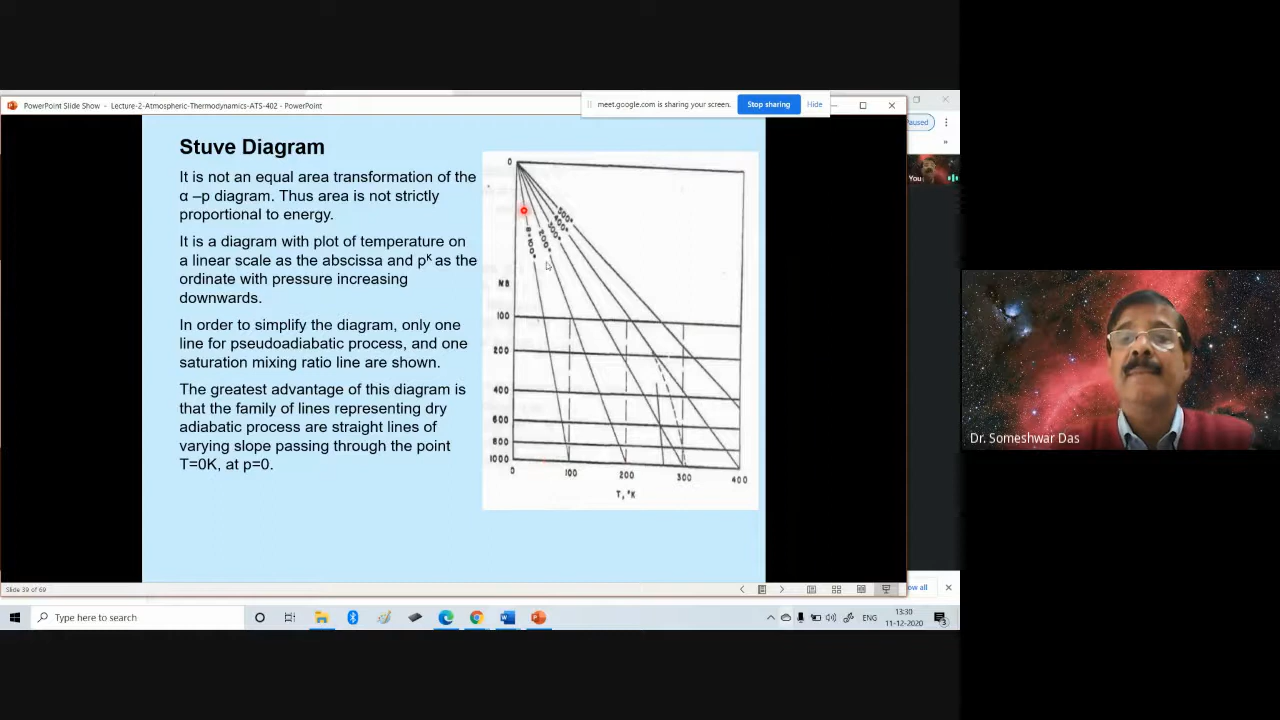 PowerPoint Slide Show - Lecture-2-Atmospheric-Thermodynamics-ATS-402 - PowerPoint
meet.google.com is sharing your screen.
Stop sharing
Hide
Paused
You
Stuve Diagram
It is not an equal area transformation of the
α –p diagram. Thus area is not strictly
proportional to energy.
It is a diagram with plot of temperature on
a linear scale as the abscissa and pᴷ as the
ordinate with pressure increasing
downwards.
In order to simplify the diagram, only one
line for pseudoadiabatic process, and one
saturation mixing ratio line are shown.
The greatest advantage of this diagram is
that the family of lines representing dry
adiabatic process are straight lines of
varying slope passing through the point
T=0K, at p=0.
0
MB
100
200
400
600
800
1000
θ=100°
200°
300°
400°
500°
0 100 200 300 400
T, °K
Dr. Someshwar Das
Slide 39 of 69
ow all
Type here to search
ENG
13:30
11-12-2020
3